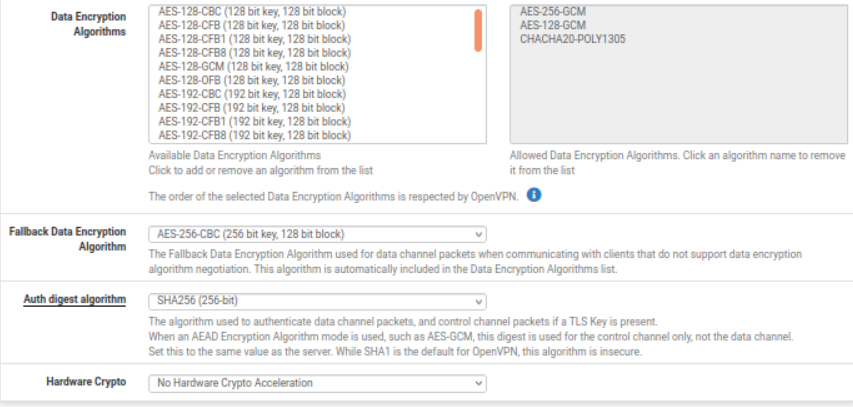 Data Encryption
Algorithms
AES-128-CBC (128 bit key, 128 bit block)
AES-128-CFB (128 bit key, 128 bit block)
AES-128-CFB1 (128 bit key, 128 bit block)
AES-128-CFB8 (128 bit key, 128 bit block)
AES-128-GCM (128 bit key, 128 bit block)
AES-128-OFB (128 bit key, 128 bit block)
AES-192-CBC (192 bit key, 128 bit block)
AES-192-CFB (192 bit key, 128 bit block)
AES-192-CFB1 (192 bit key, 128 bit block)
AES-192-CFB8 (192 bit key, 128 bit block)
Available Data Encryption Algorithms
Click to add or remove an algorithm from the list
AES-256-GCM
AES-128-GCM
CHACHA20-POLY1305
Allowed Data Encryption Algorithms. Click an algorithm name to remove
it from the list
The order of the selected Data Encryption Algorithms is respected by OpenVPN.
Fallback Data Encryption
Algorithm
AES-256-CBC (256 bit key, 128 bit block)
The Fallback Data Encryption Algorithm used for data channel packets when communicating with clients that do not support data encryption
algorithm negotiation. This algorithm is automatically included in the Data Encryption Algorithms list.
Auth digest algorithm
SHA256 (256-bit)
The algorithm used to authenticate data channel packets, and control channel packets if a TLS Key is present.
When an AEAD Encryption Algorithm mode is used, such as AES-GCM, this digest is used for the control channel only, not the data channel.
Set this to the same value as the server. While SHA1 is the default for OpenVPN, this algorithm is insecure.
Hardware Crypto
No Hardware Crypto Acceleration